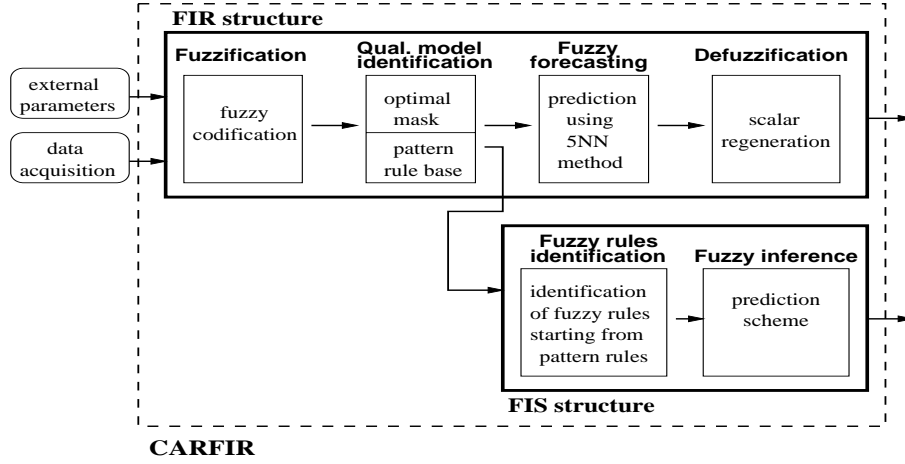 FIR structure
Fuzzification
Qual. model
identification
Fuzzy
forecasting
Defuzzification
external
parameters
data
acquisition
fuzzy
codification
optimal
mask
pattern
rule base
prediction
using
5NN
method
scalar
regeneration
Fuzzy rules
identification
Fuzzy inference
identification
of fuzzy rules
starting from
pattern rules
prediction
scheme
FIS structure
CARFIR